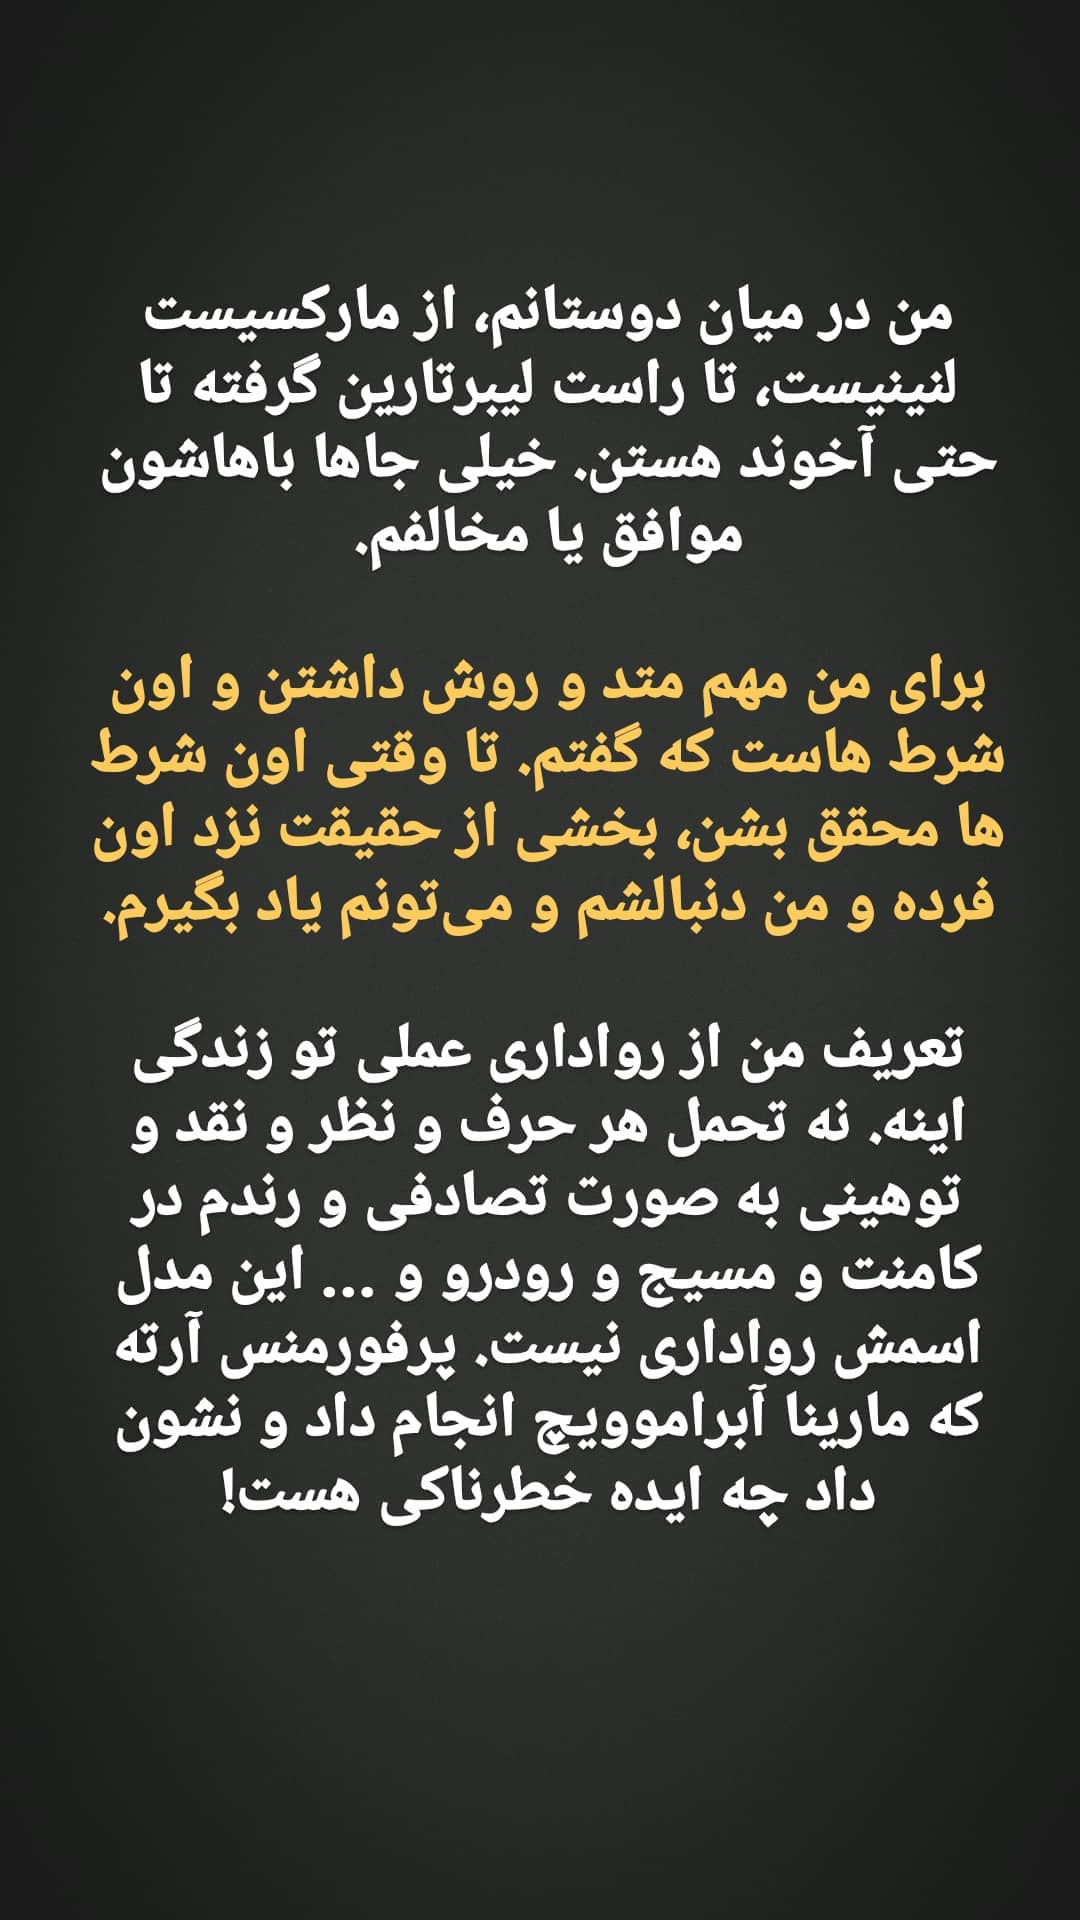 من در میان دوستانم، از مارکسیست
لنینیست، تا راست لیبرتارین گرفته تا
حتی آخوند هستن. خیلی جاها باهاشون
موافق یا مخالفم.
برای من مهم متد و روش داشتن و اون
شرط هاست که گفتم. تا وقتی اون شرط
ها محقق بشن، بخشی از حقیقت نزد اون
فرده و من دنبالشم و می‌تونم یاد بگیرم.
تعریف من از رواداری عملی تو زندگی
اینه. نه تحمل هر حرف و نظر و نقد و
توهینی به صورت تصادفی و رندم در
کامنت و مسیج و رودرو و ... این مدل
اسمش رواداری نیست. پرفورمنس آرته
که مارینا آبراموویچ انجام داد و نشون
داد چه ایده خطرناکی هست!